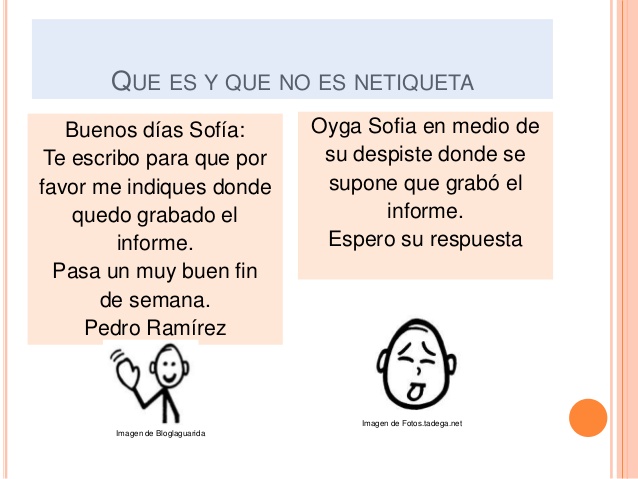 QUE ES Y QUE NO ES NETIQUETA
Buenos días Sofía:
Te escribo para que por
favor me indiques donde
quedo grabado el
informe.
Pasa un muy buen fin
de semana.
Pedro Ramírez
Imagen de Bloglaguarida
Oyga Sofia en medio de
su despiste donde se
supone que grabó el
informe.
Espero su respuesta
Imagen de Fotos.tadega.net